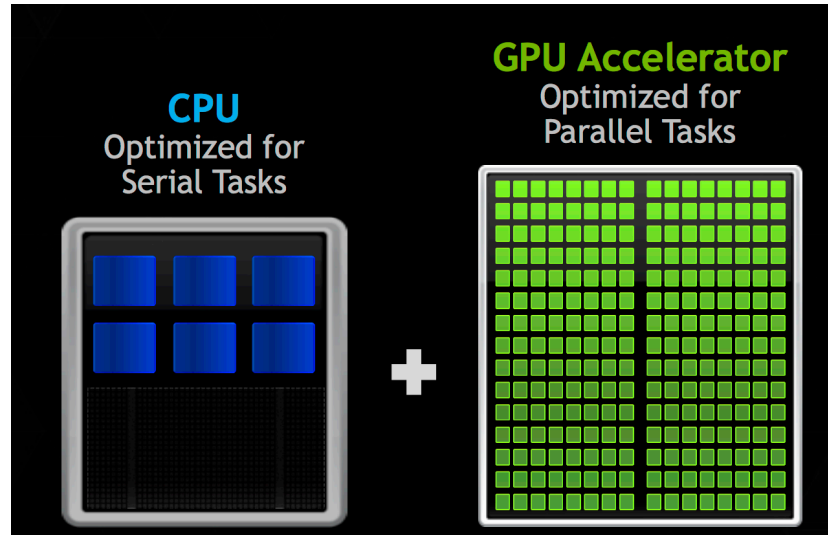 CPU
Optimized for
Serial Tasks
GPU Accelerator
Optimized for
Parallel Tasks